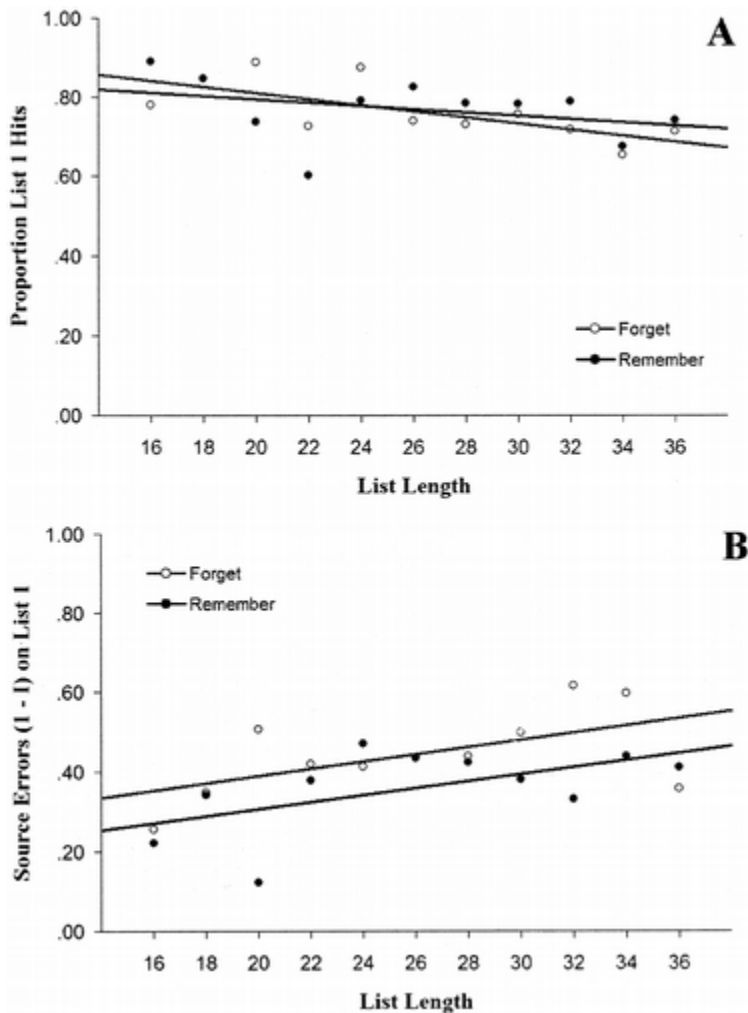 A
1.00
.80
.60
.40
.20
.00
Proportion List 1 Hits
Forget
Remember
16 18 20 22 24 26 28 30 32 34 36
List Length
B
1.00
.80
.60
.40
.20
.00
Source Errors (1 - I) on List 1
Forget
Remember
16 18 20 22 24 26 28 30 32 34 36
List Length